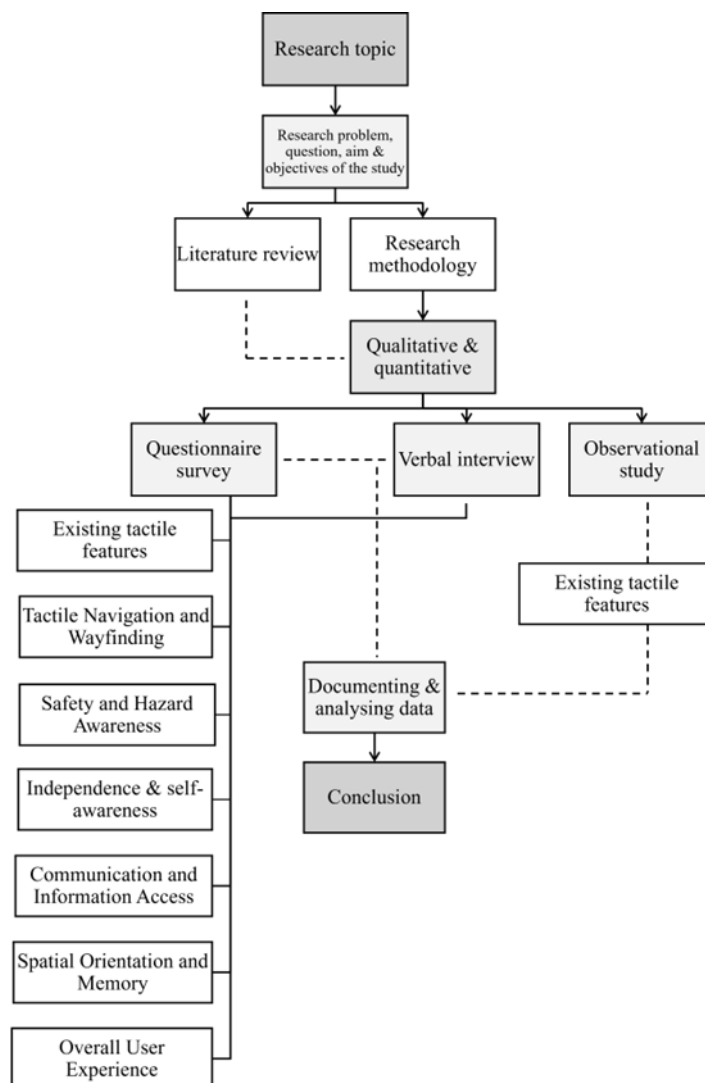 Research topic
Research problem,
question, aim &
objectives of the study
Literature review
Research
methodology
Qualitative &
quantitative
Questionnaire
survey
Verbal interview
Observational
study
Existing tactile
features
Existing tactile
features
Tactile Navigation and
Wayfinding
Safety and Hazard
Awareness
Documenting &
analysing data
Independence & self-
awareness
Conclusion
Communication and
Information Access
Spatial Orientation and
Memory
Overall User
Experience